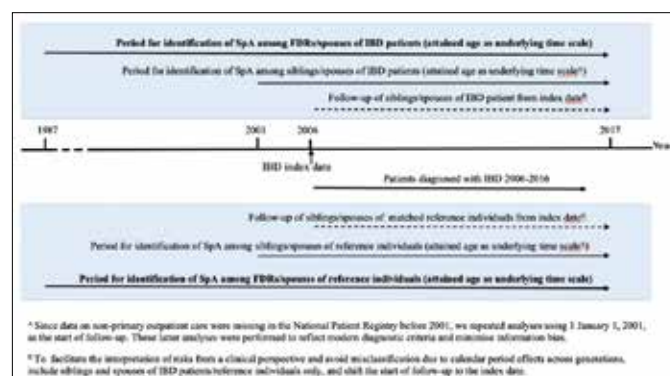 Period for identification of SpA among FDRs/spouses of IBD patients (attained age as underlying time scale)
Period for identification of SpA among siblings/spouses of IBD patients (attained age as underlying time scaleᴬ)
Follow-up of siblings/spouses of IBD patient from index dateᴮ
1987 2001 2006 2017
Year
IBD index date
Patients diagnosed with IBD 2006-2016
Follow-up of siblings/spouses of matched reference individuals from index dateᴮ
Period for identification of SpA among siblings/spouses of reference individuals (attained age as underlying time scaleᴬ)
Period for identification of SpA among FDRs/spouses of reference individuals (attained age as underlying time scale)
ᴬ Since data on non-primary outpatient care were missing in the National Patient Registry before 2001, we repeated analyses using 1 January 1, 2001,
as the start of follow-up. These later analyses were performed to reflect modern diagnostic criteria and minimise information bias.
ᴮ To facilitate the interpretation of risks from a clinical perspective and avoid misclassification due to calendar period effects across generations,
include siblings and spouses of IBD patients/reference individuals only, and shift the start of follow-up to the index date.